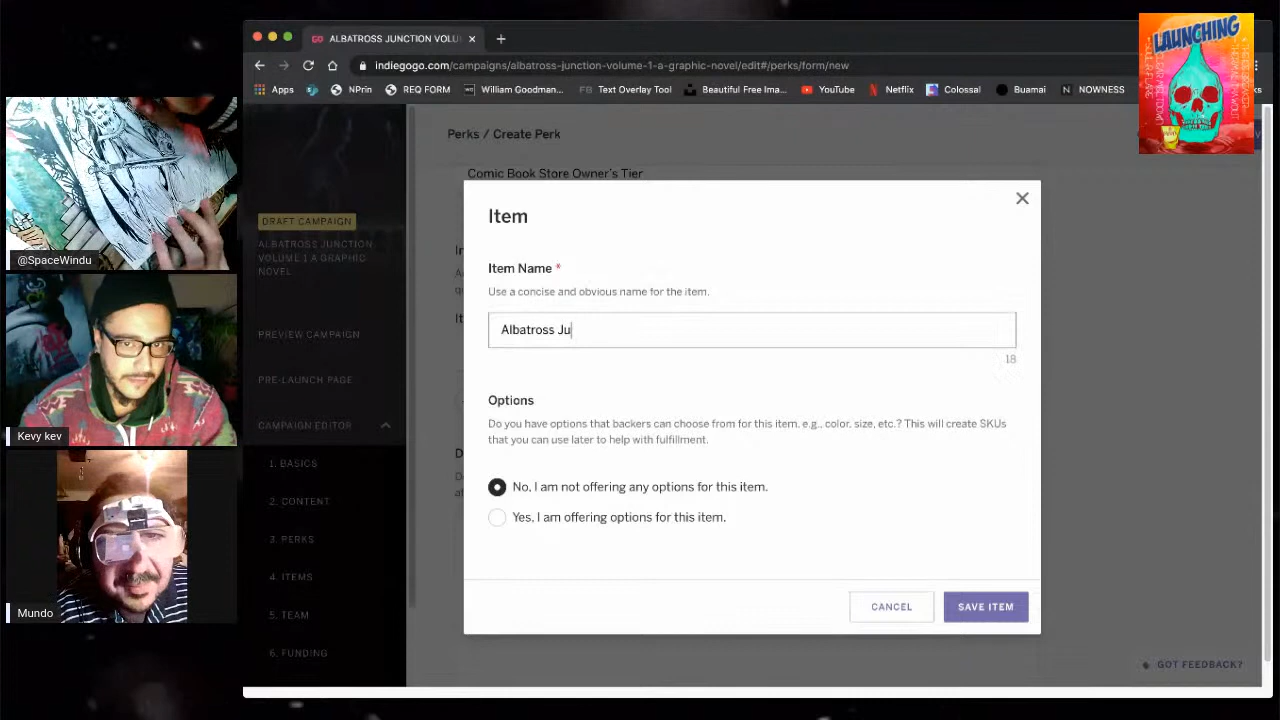 ALBATROSS JUNCTION VOLU
indiegogo.com/campaigns/albatross-junction-volume-1-a-graphic-novel/edit#/perks/form/new
Apps
NPrin
REQ FORM
William Goodman...
Text Overlay Tool
Beautiful Free Ima...
YouTube
Netflix
Colossal
Buamai
NOWNESS
LAUNCHING
Perks / Create Perk
Comic Book Store Owner's Tier
DRAFT CAMPAIGN
ALBATROSS JUNCTION
VOLUME 1 A GRAPHIC
NOVEL
PREVIEW CAMPAIGN
PRE-LAUNCH PAGE
CAMPAIGN EDITOR
1. BASICS
2. CONTENT
3. PERKS
4. ITEMS
5. TEAM
6. FUNDING
Item
Item Name *
Use a concise and obvious name for the item.
Albatross Ju
18
Options
Do you have options that backers can choose from for this item. e.g., color, size, etc.? This will create SKUs
that you can use later to help with fulfillment.
No, I am not offering any options for this item.
Yes, I am offering options for this item.
CANCEL
SAVE ITEM
GOT FEEDBACK?
@SpaceWindu
Kevy kev
Mundo